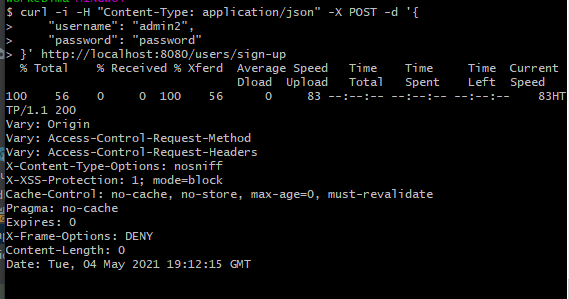 $ curl -i -H "Content-Type: application/json" -X POST -d '{
>     "username": "admin2",
>     "password": "password"
> }' http://localhost:8080/users/sign-up
  % Total    % Received % Xferd  Average Speed   Time    Time     Time  Current
                                 Dload  Upload   Total   Spent    Left  Speed
100    56    0     0  100    56      0     83 --:--:-- --:--:-- --:--:--    83HT
TP/1.1 200
Vary: Origin
Vary: Access-Control-Request-Method
Vary: Access-Control-Request-Headers
X-Content-Type-Options: nosniff
X-XSS-Protection: 1; mode=block
Cache-Control: no-cache, no-store, max-age=0, must-revalidate
Pragma: no-cache
Expires: 0
X-Frame-Options: DENY
Content-Length: 0
Date: Tue, 04 May 2021 19:12:15 GMT